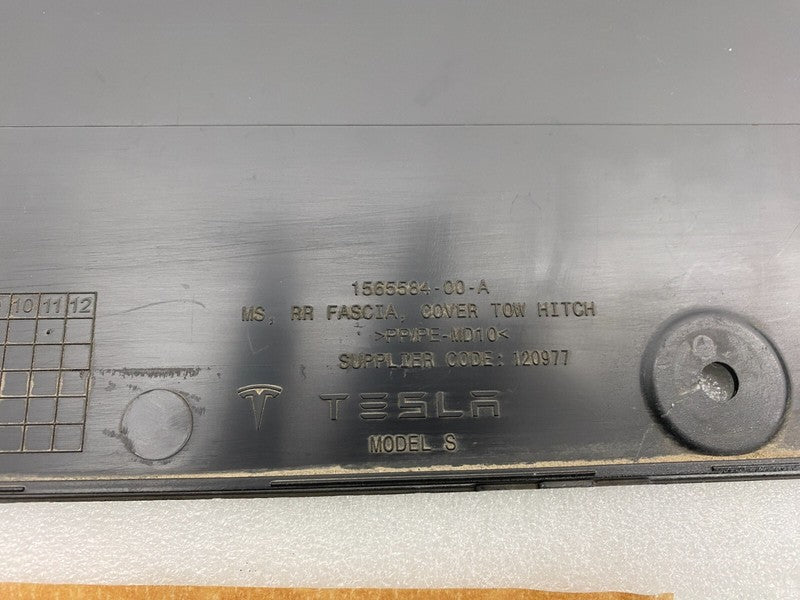 1565584-00-A
MS, RR FASCIA, COVER TOW HITCH
>PP/PE-MD10<
SUPPLIER CODE: 120977
10 11 12
TESLA
MODEL S